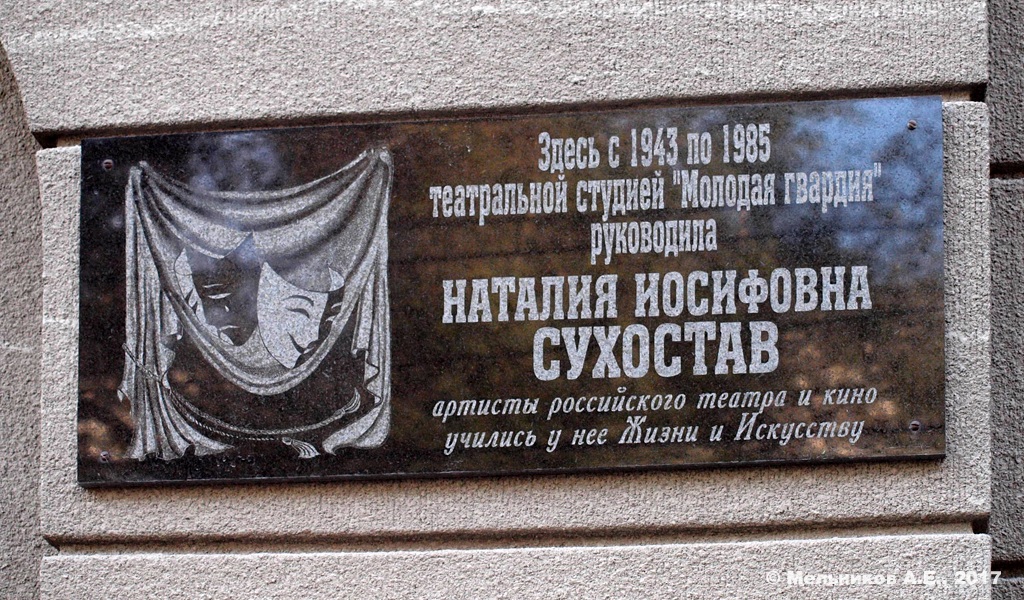 Здесь с 1943 по 1985
театральной студией "Молодая гвардия"
руководила
НАТАЛИЯ ИОСИФОВНА
СУХОСТАВ
артисты российского театра и кино
учились у нее Жизни и Искусству
© Мельников А.Е., 2017